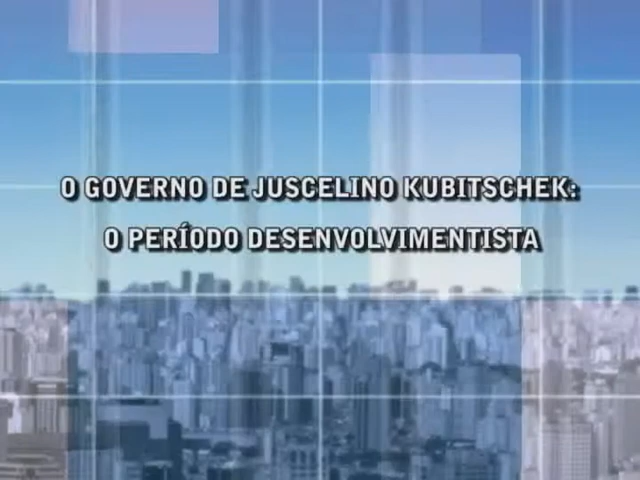 O GOVERNO DE JUSCELINO KUBITSCHEK:
O PERÍODO DESENVOLVIMENTISTA